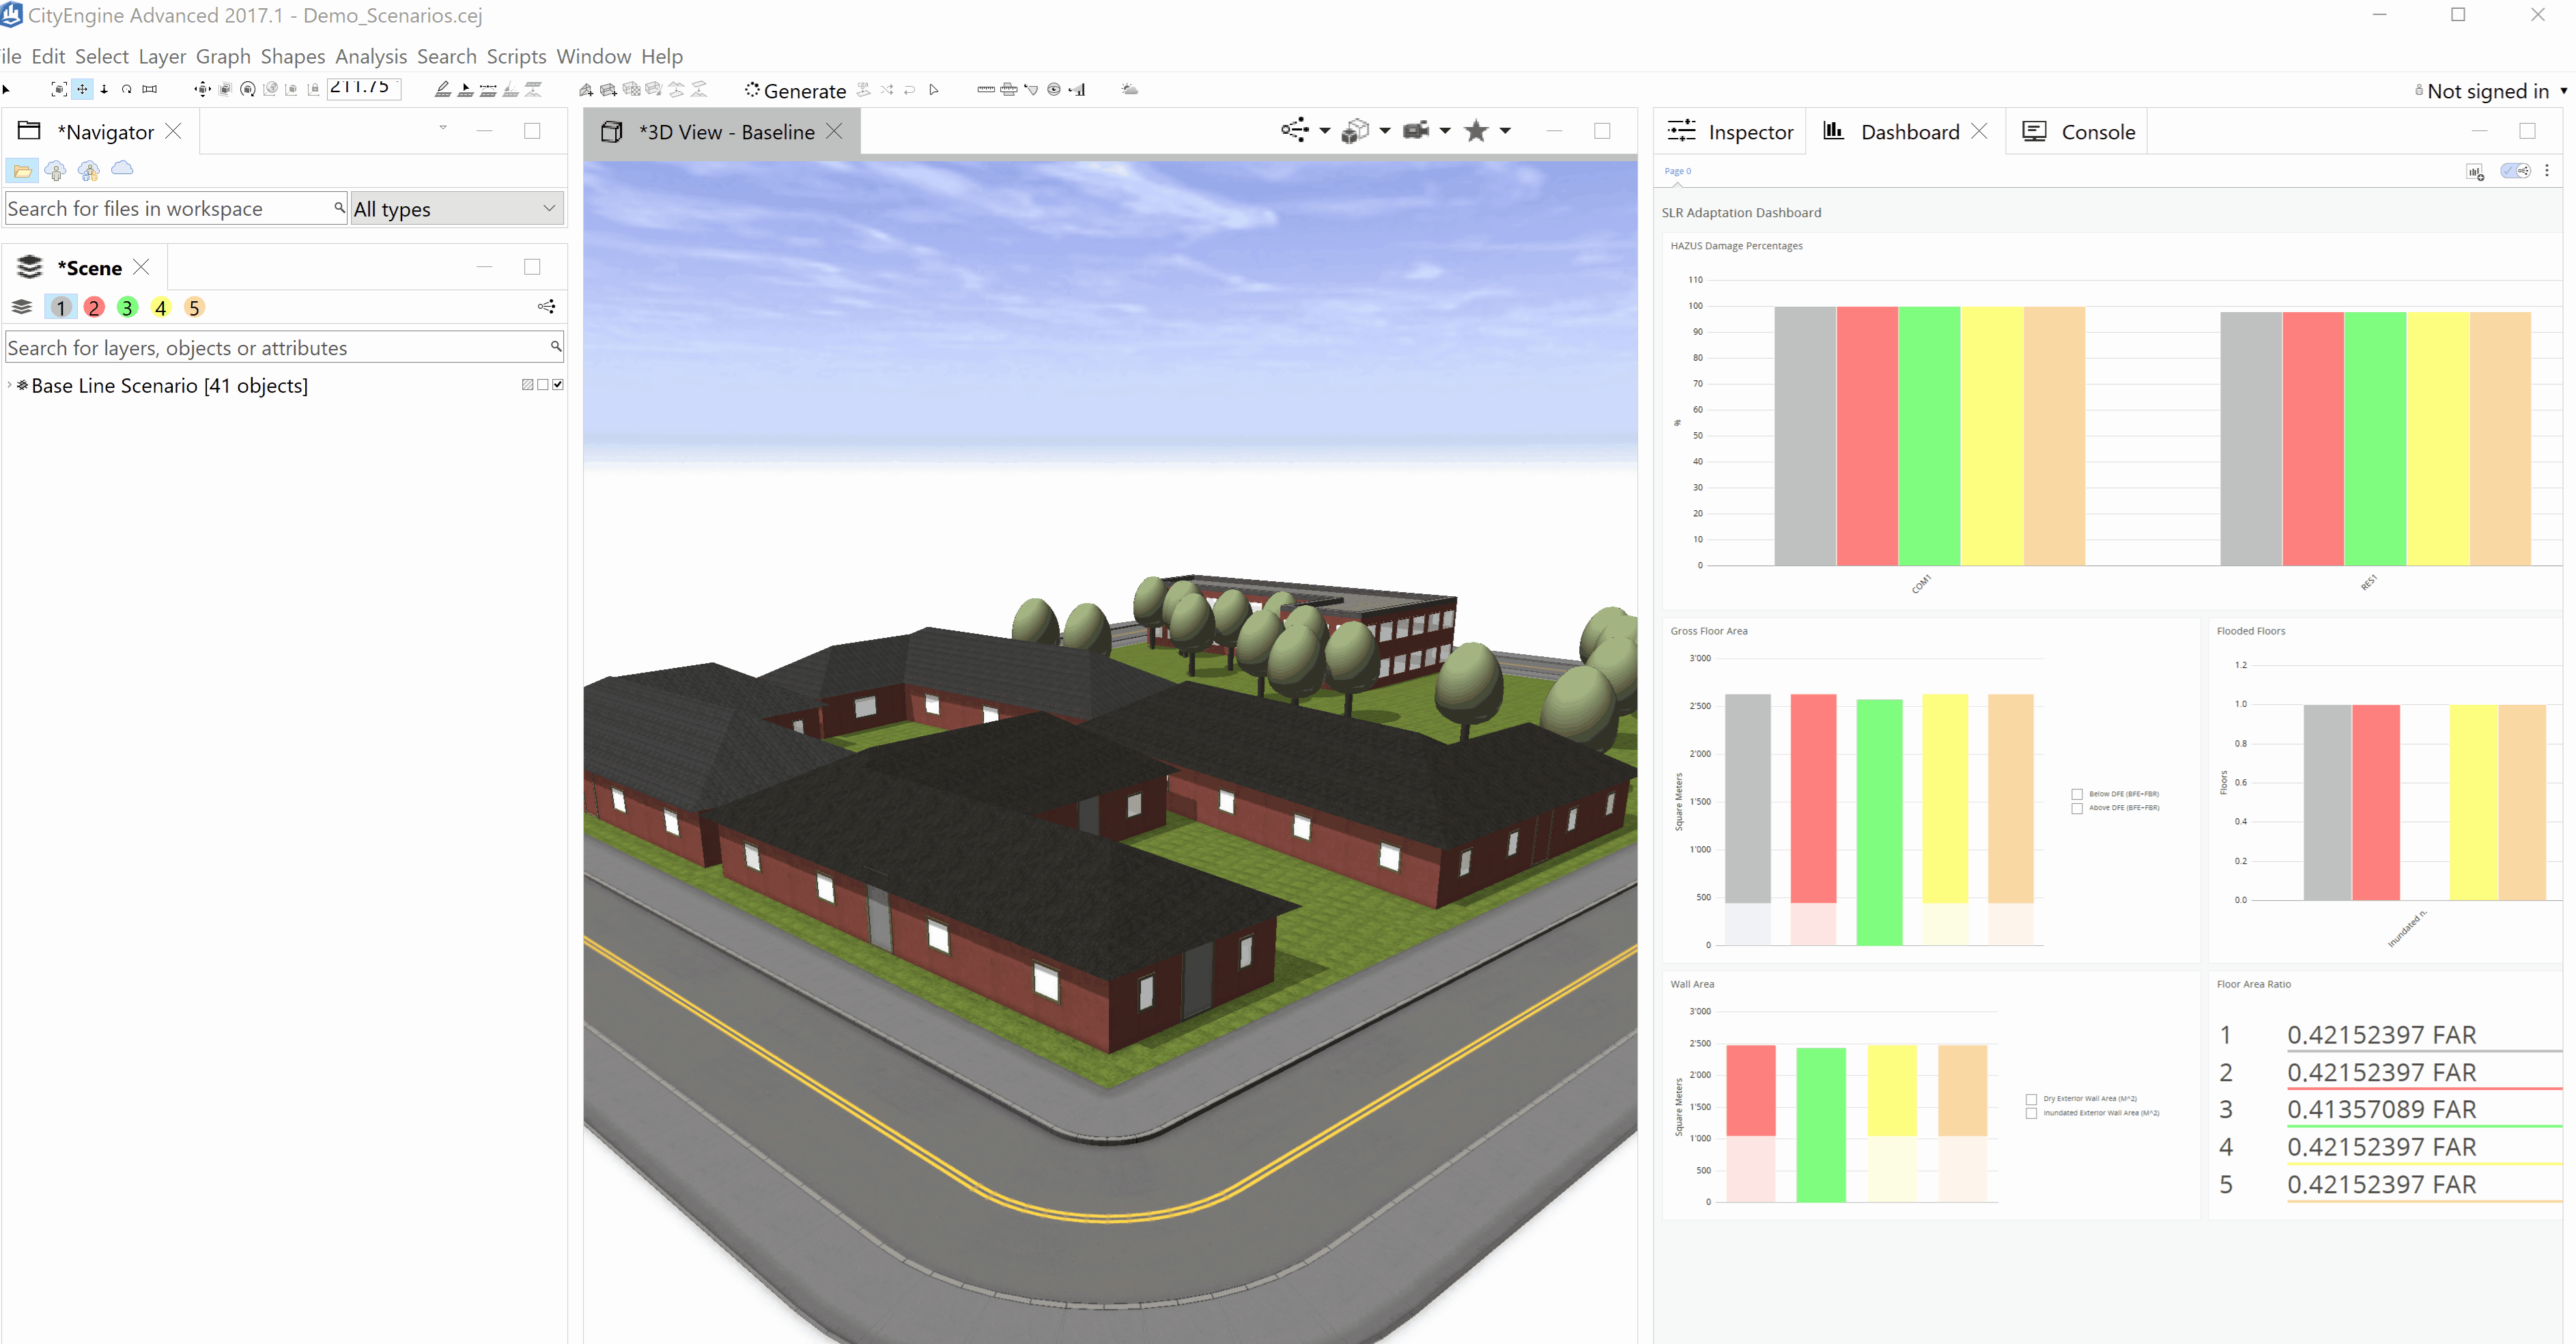 CityEngine Advanced 2017.1 - Demo_Scenarios.cej
ile Edit Select Layer Graph Shapes Analysis Search Scripts Window Help
211.75 Generate Not signed in
*Navigator
Search for files in workspace All types
*Scene
1 2 3 4 5
Search for layers, objects or attributes
Base Line Scenario [41 objects]
*3D View - Baseline
Inspector Dashboard Console
Page 0
SLR Adaptation Dashboard
HAZUS Damage Percentages
110
100
90
80
70
60
%
50
40
30
20
10
0
COM1 RES1
Gross Floor Area
3'000
2'500
2'000
1'500
1'000
500
0
Square Meters
Below DFE (BFE+FBR)
Above DFE (BFE+FBR)
Flooded Floors
1.2
1.0
0.8
0.6
0.4
0.2
0.0
Floors
Inundated n.
Wall Area
3'000
2'500
2'000
1'500
1'000
500
0
Square Meters
Dry Exterior Wall Area (M^2)
Inundated Exterior Wall Area (M^2)
Floor Area Ratio
1 0.42152397 FAR
2 0.42152397 FAR
3 0.41357089 FAR
4 0.42152397 FAR
5 0.42152397 FAR